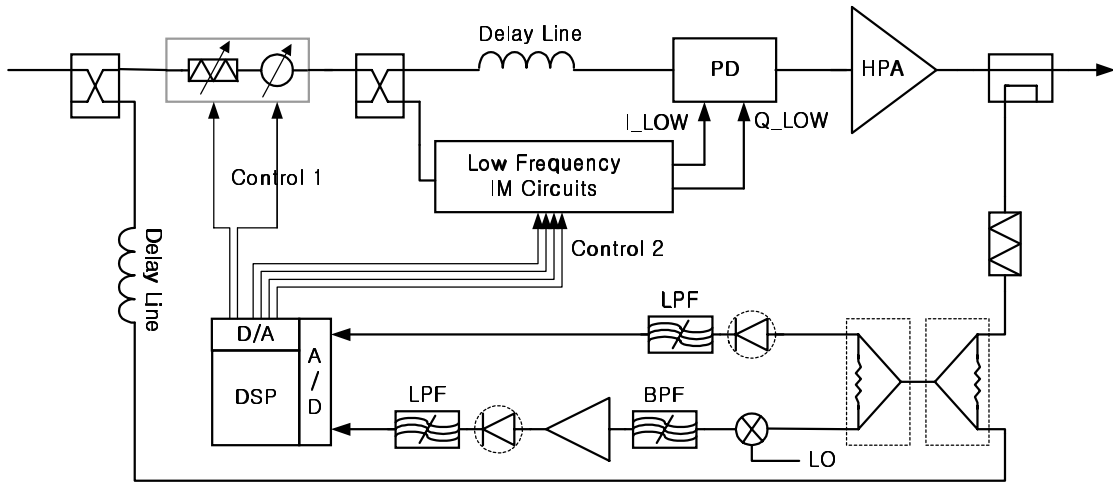 Delay Line
PD
HPA
I_LOW
Q_LOW
Low Frequency
IM Circuits
Control 1
Control 2
Delay Line
LPF
D/A
A/D
DSP
LPF
BPF
LO